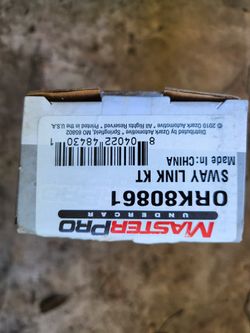 MASTERPRO
UNDERCAR
ORK80861
SWAY LINK KT
Made In: CHINA
8 04022 48430 1
Distributed by Ozark Automotive * Springfield, MO 65802
© 2010 Ozark Automotive * All Rights Reserved * Printed in the U.S.A.